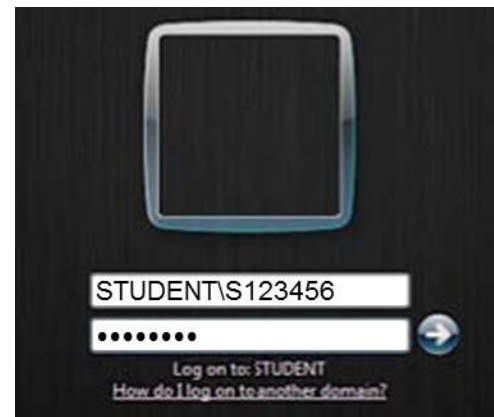 STUDENT\S123456
••••••••
Log on to: STUDENT
How do I log on to another domain?